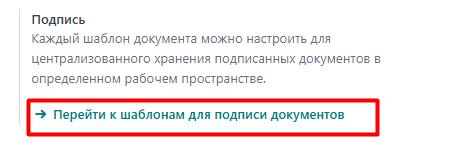 Подпись
Каждый шаблон документа можно настроить для
централизованного хранения подписанных документов в
определенном рабочем пространстве.
→ Перейти к шаблонам для подписи документов